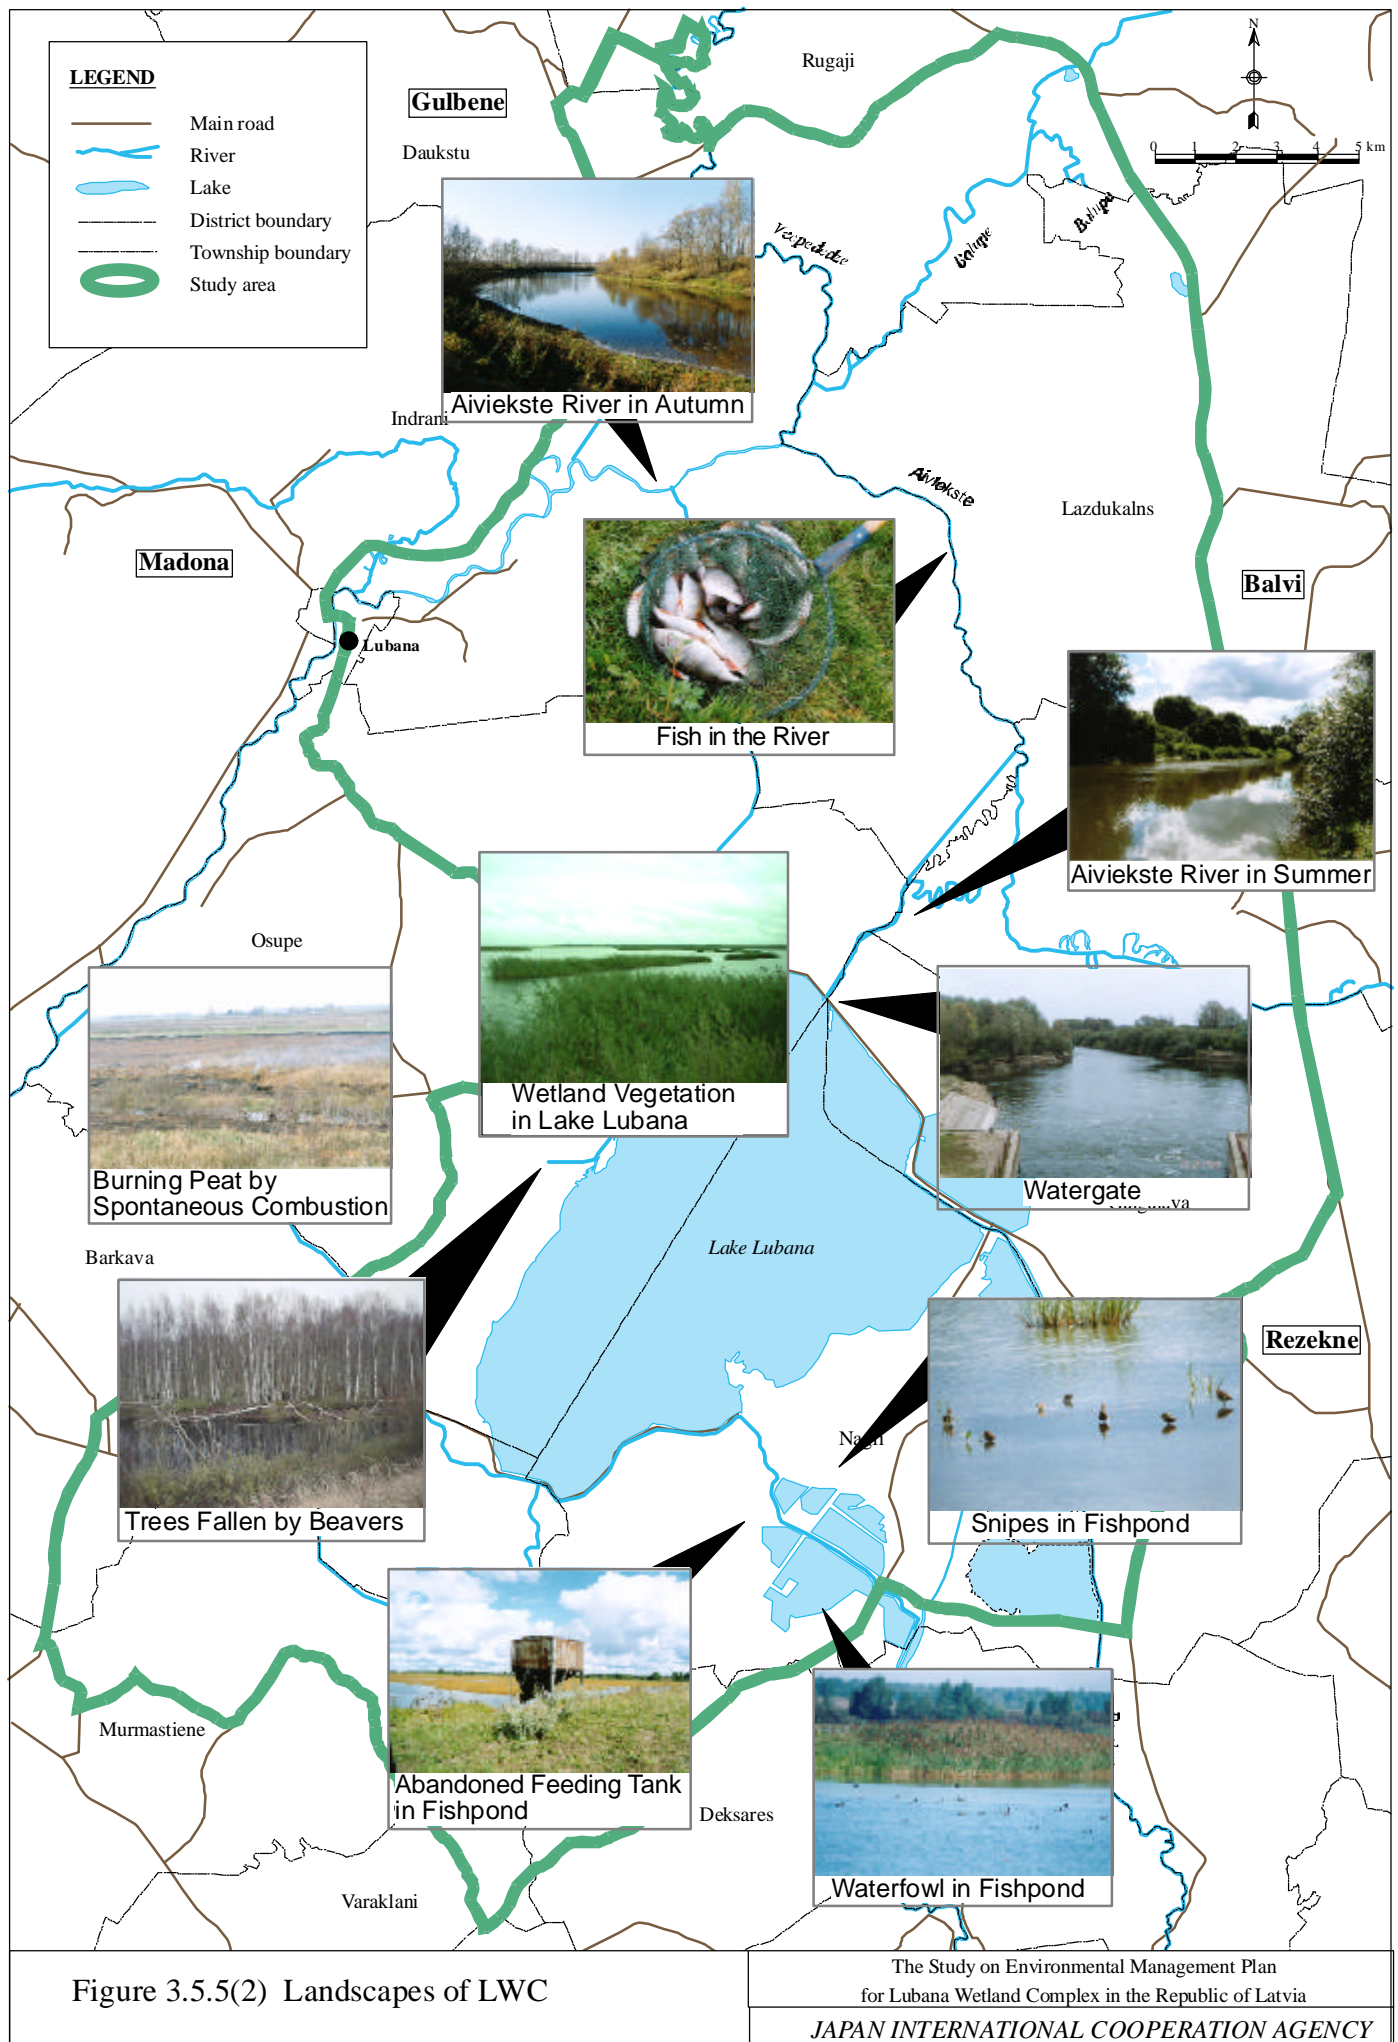 LEGEND
Main road
River
Lake
District boundary
Township boundary
Study area
Gulbene
Daukstu
Rugaji
N
0 1 2 3 4 5 km
Aiviekste River in Autumn
Indrani
Aiviekste
Lazdukalns
Madona
Balvi
Lubana
Fish in the River
Aiviekste River in Summer
Osupe
Wetland Vegetation
in Lake Lubana
Watergate
Burning Peat by
Spontaneous Combustion
Barkava
Lake Lubana
Rezekne
Trees Fallen by Beavers
Nagli
Snipes in Fishpond
Abandoned Feeding Tank
in Fishpond
Murmastiene
Deksares
Waterfowl in Fishpond
Varaklani
Figure 3.5.5(2) Landscapes of LWC
The Study on Environmental Management Plan
for Lubana Wetland Complex in the Republic of Latvia
JAPAN INTERNATIONAL COOPERATION AGENCY